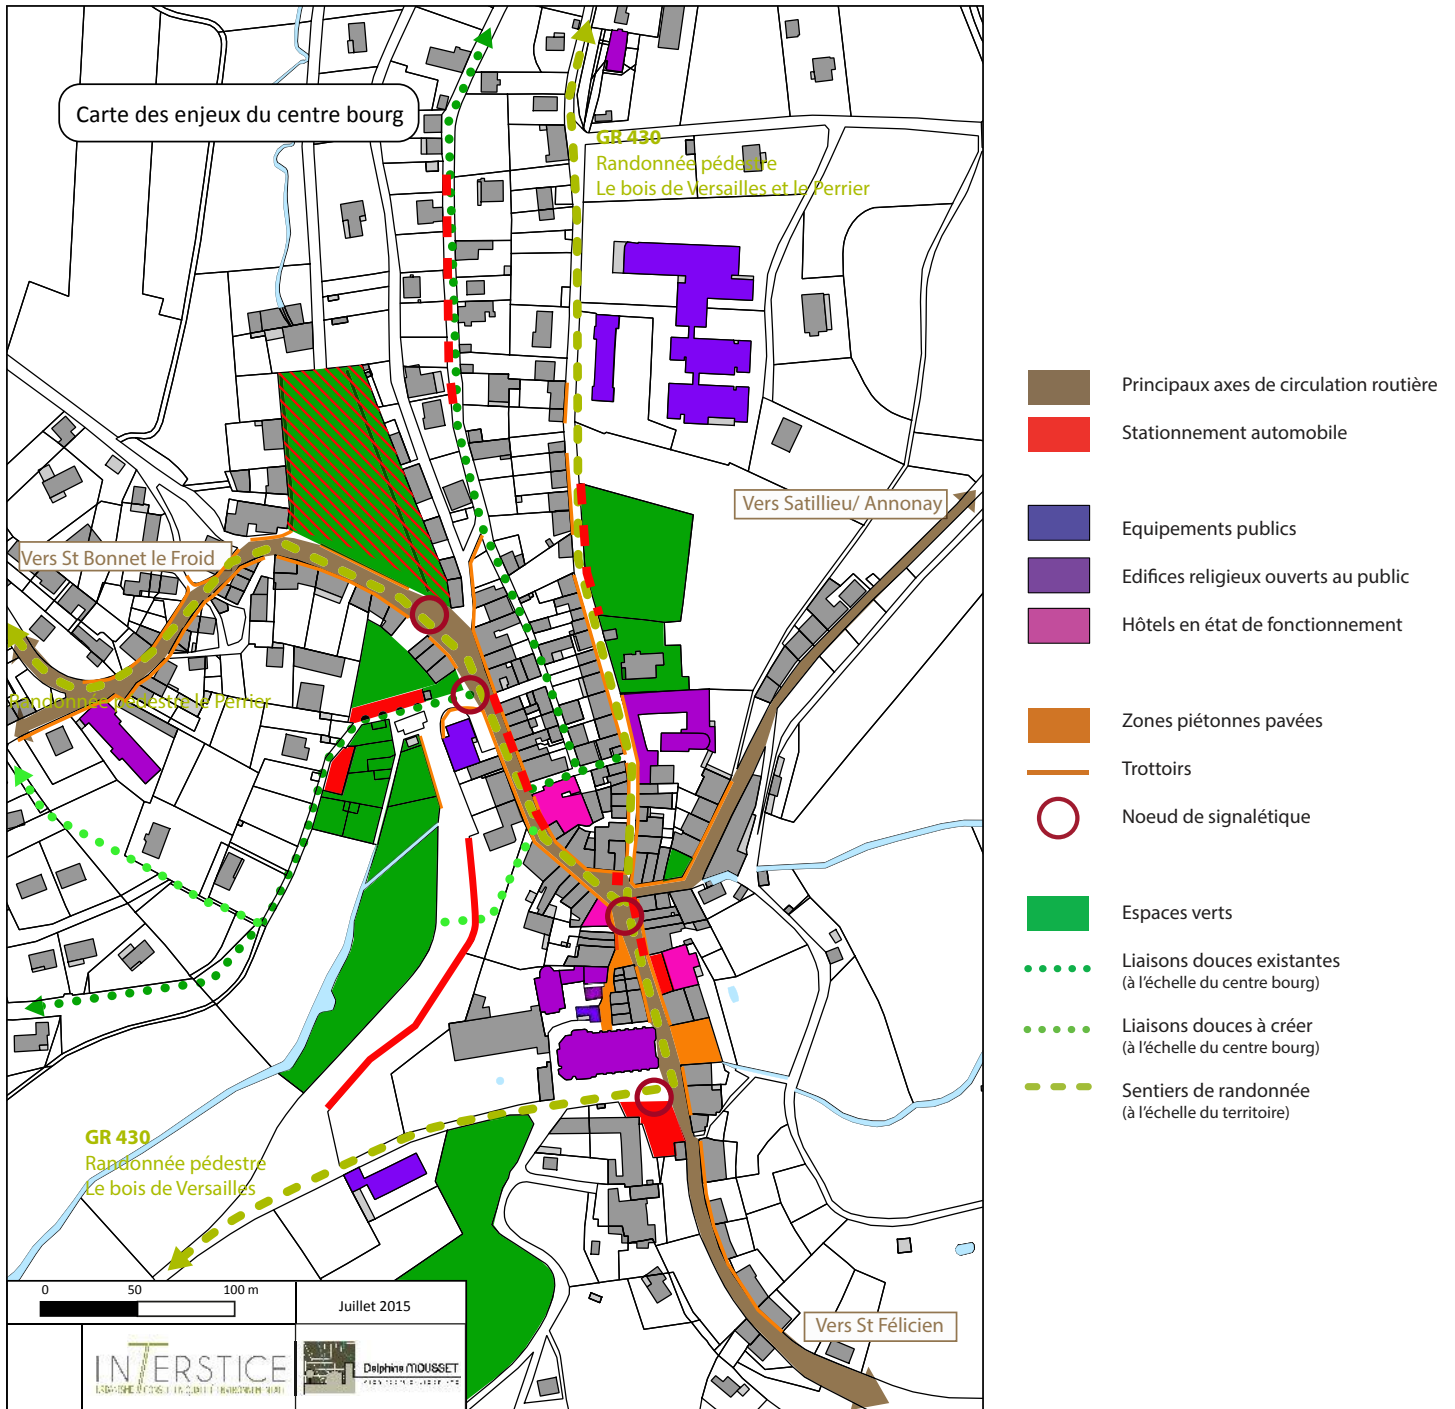 Carte des enjeux du centre bourg
GR 430
Randonnée pédestre
Le bois de Versailles et le Perrier
Vers Satillieu/ Annonay
Vers St Bonnet le Froid
Randonnée pédestre le Perrier
GR 430
Randonnée pédestre
Le bois de Versailles
Vers St Félicien
0 50 100 m
Juillet 2015
INTERSTICE
Delphine MOUSSET
Principaux axes de circulation routière
Stationnement automobile
Equipements publics
Edifices religieux ouverts au public
Hôtels en état de fonctionnement
Zones piétonnes pavées
Trottoirs
Noeud de signalétique
Espaces verts
Liaisons douces existantes
(à l'échelle du centre bourg)
Liaisons douces à créer
(à l'échelle du centre bourg)
Sentiers de randonnée
(à l'échelle du territoire)